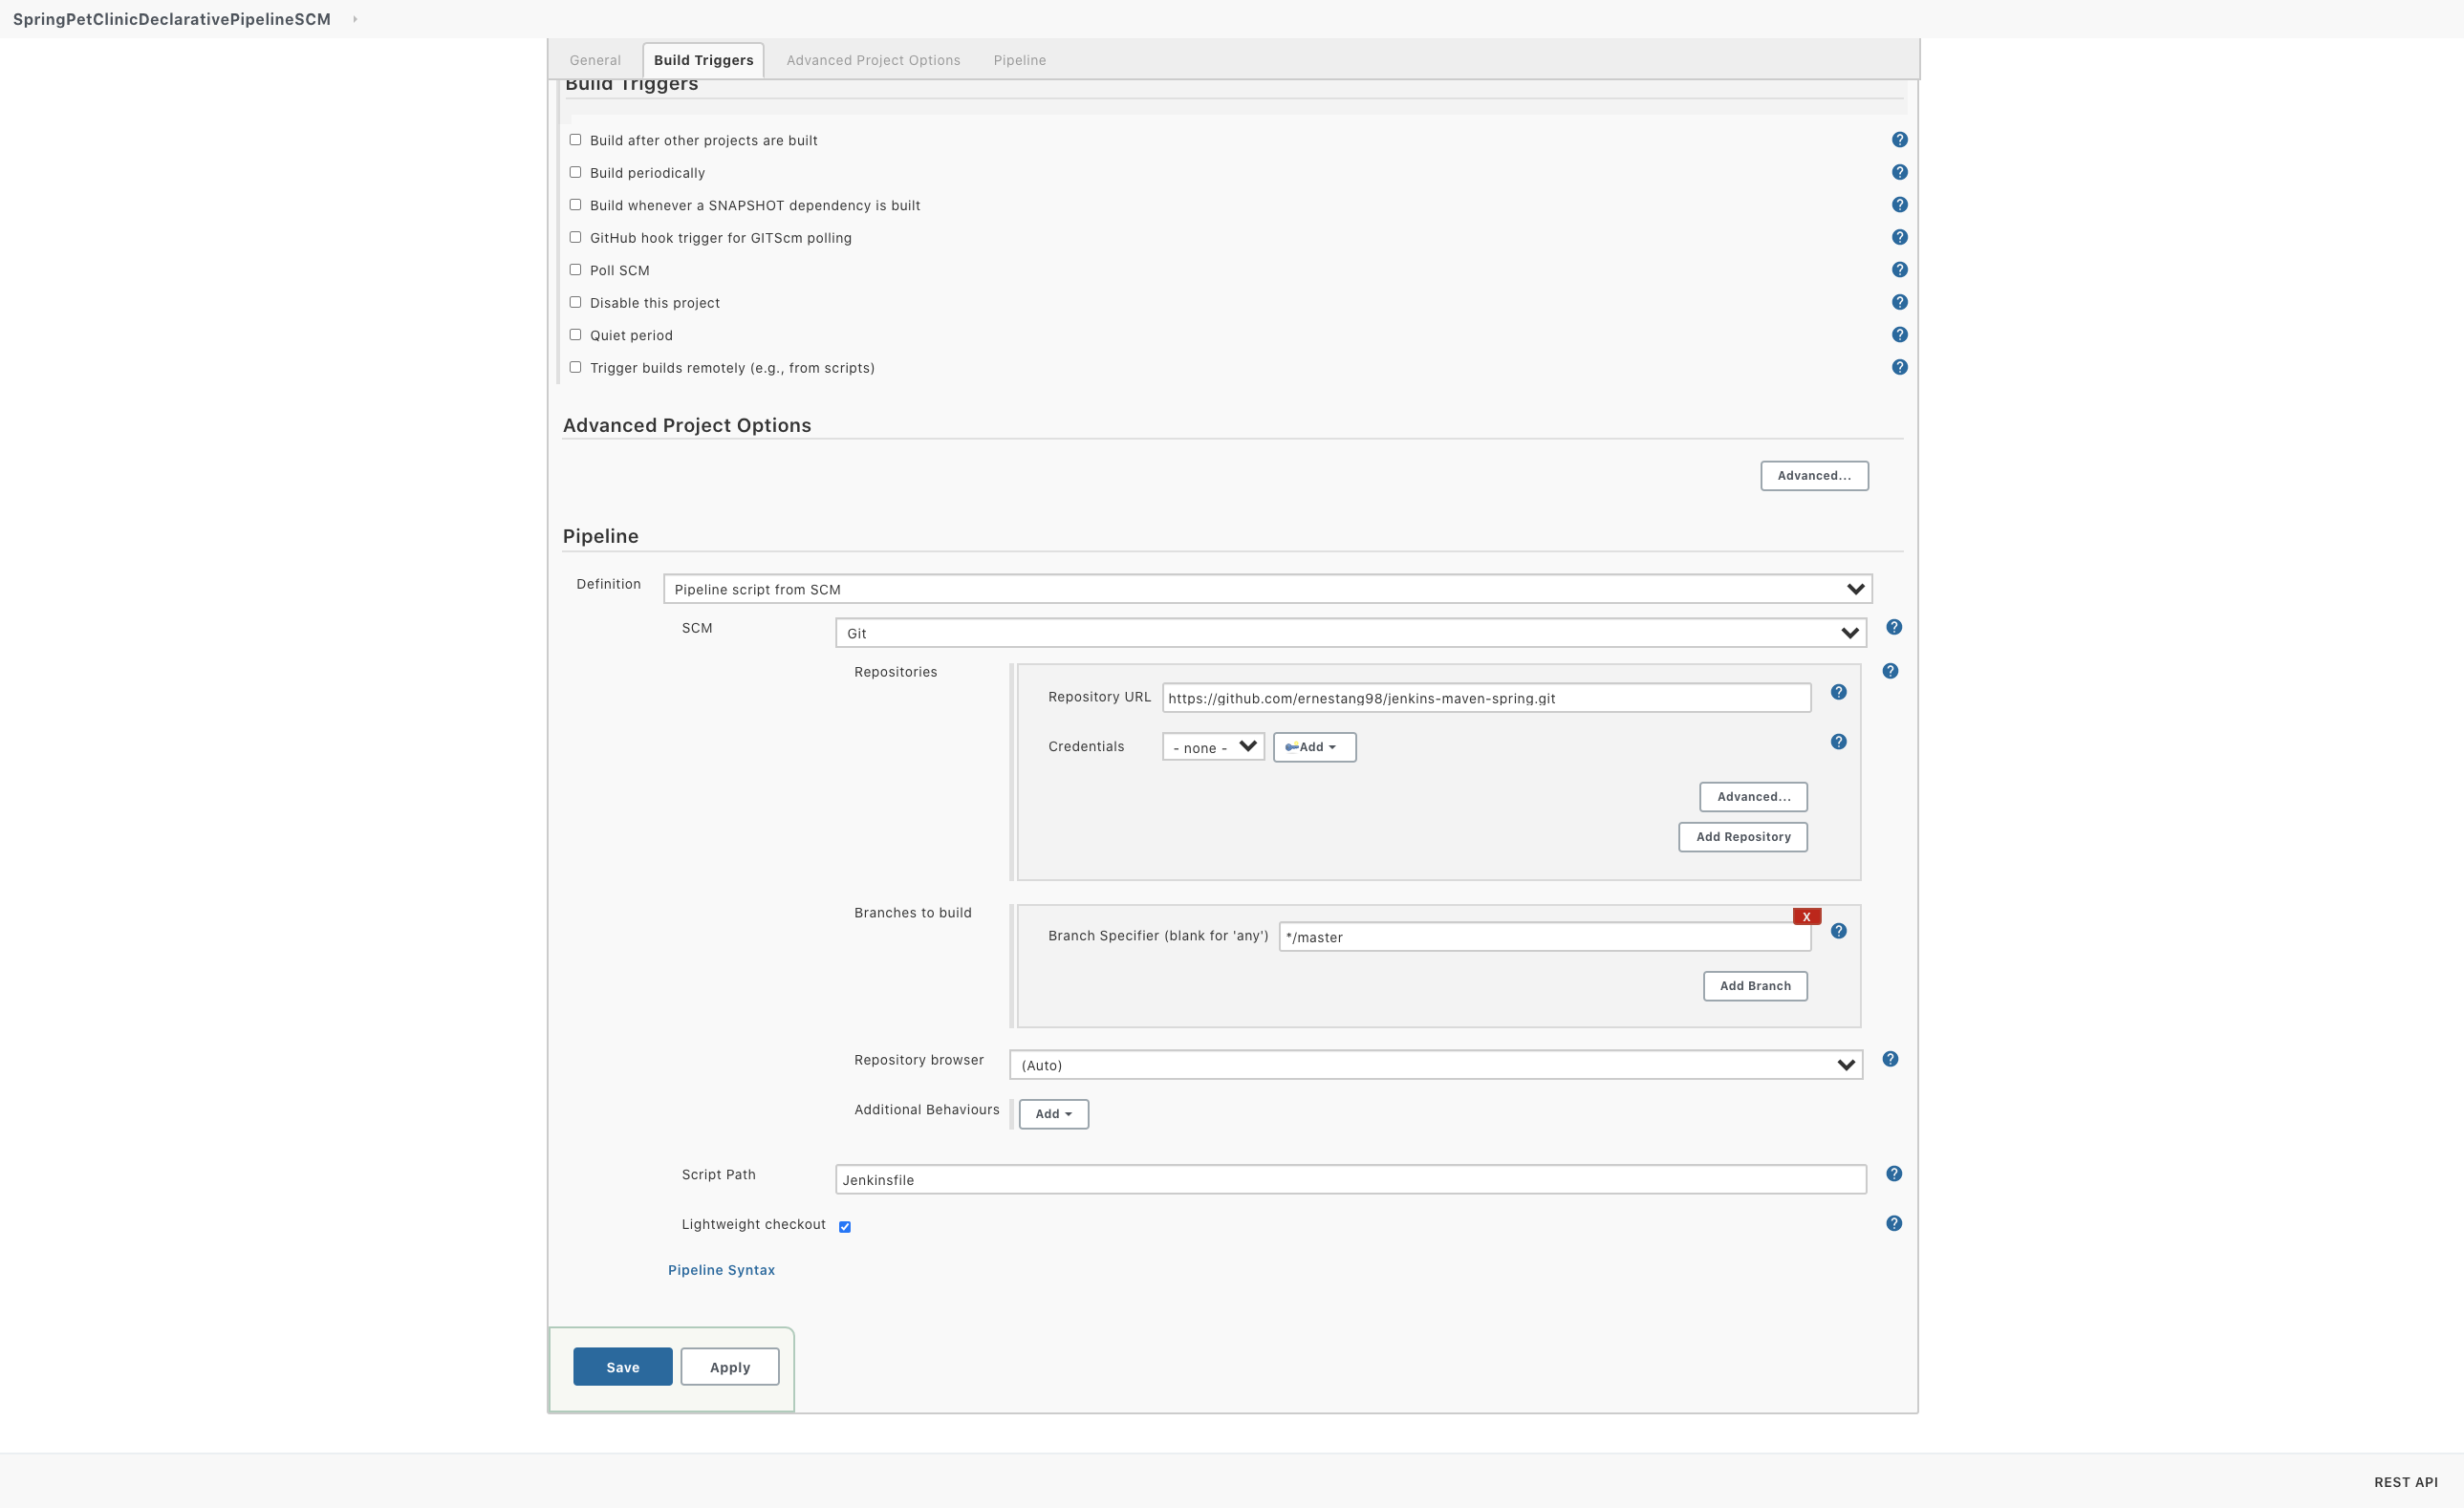 SpringPetClinicDeclarativePipelineSCM
General Build Triggers Advanced Project Options Pipeline
Build Triggers
Build after other projects are built
Build periodically
Build whenever a SNAPSHOT dependency is built
GitHub hook trigger for GITScm polling
Poll SCM
Disable this project
Quiet period
Trigger builds remotely (e.g., from scripts)
Advanced Project Options
Advanced...
Pipeline
Definition Pipeline script from SCM
SCM Git
Repositories
Repository URL https://github.com/ernestang98/jenkins-maven-spring.git
Credentials - none - Add
Advanced...
Add Repository
Branches to build
X
Branch Specifier (blank for 'any') */master
Add Branch
Repository browser (Auto)
Additional Behaviours Add
Script Path Jenkinsfile
Lightweight checkout
Pipeline Syntax
Save Apply
REST API